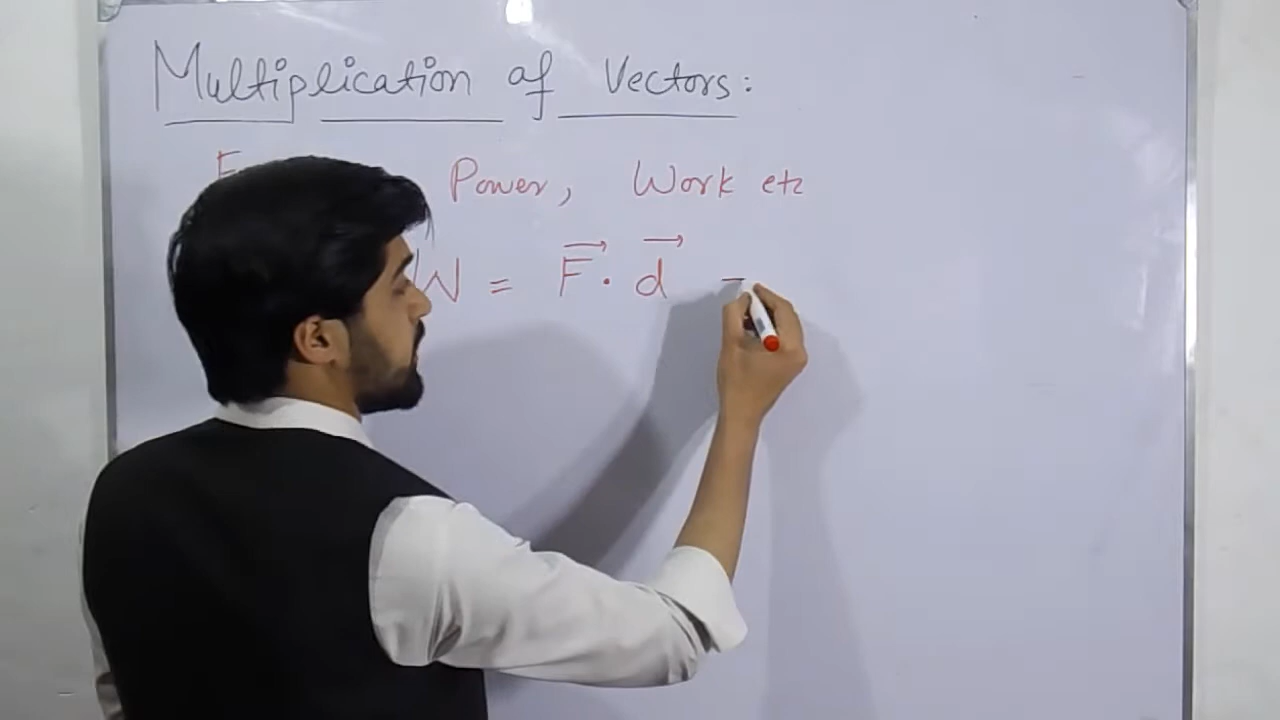 Multiplication of Vectors:
Power, Work etc
W = F⃗ . d⃗